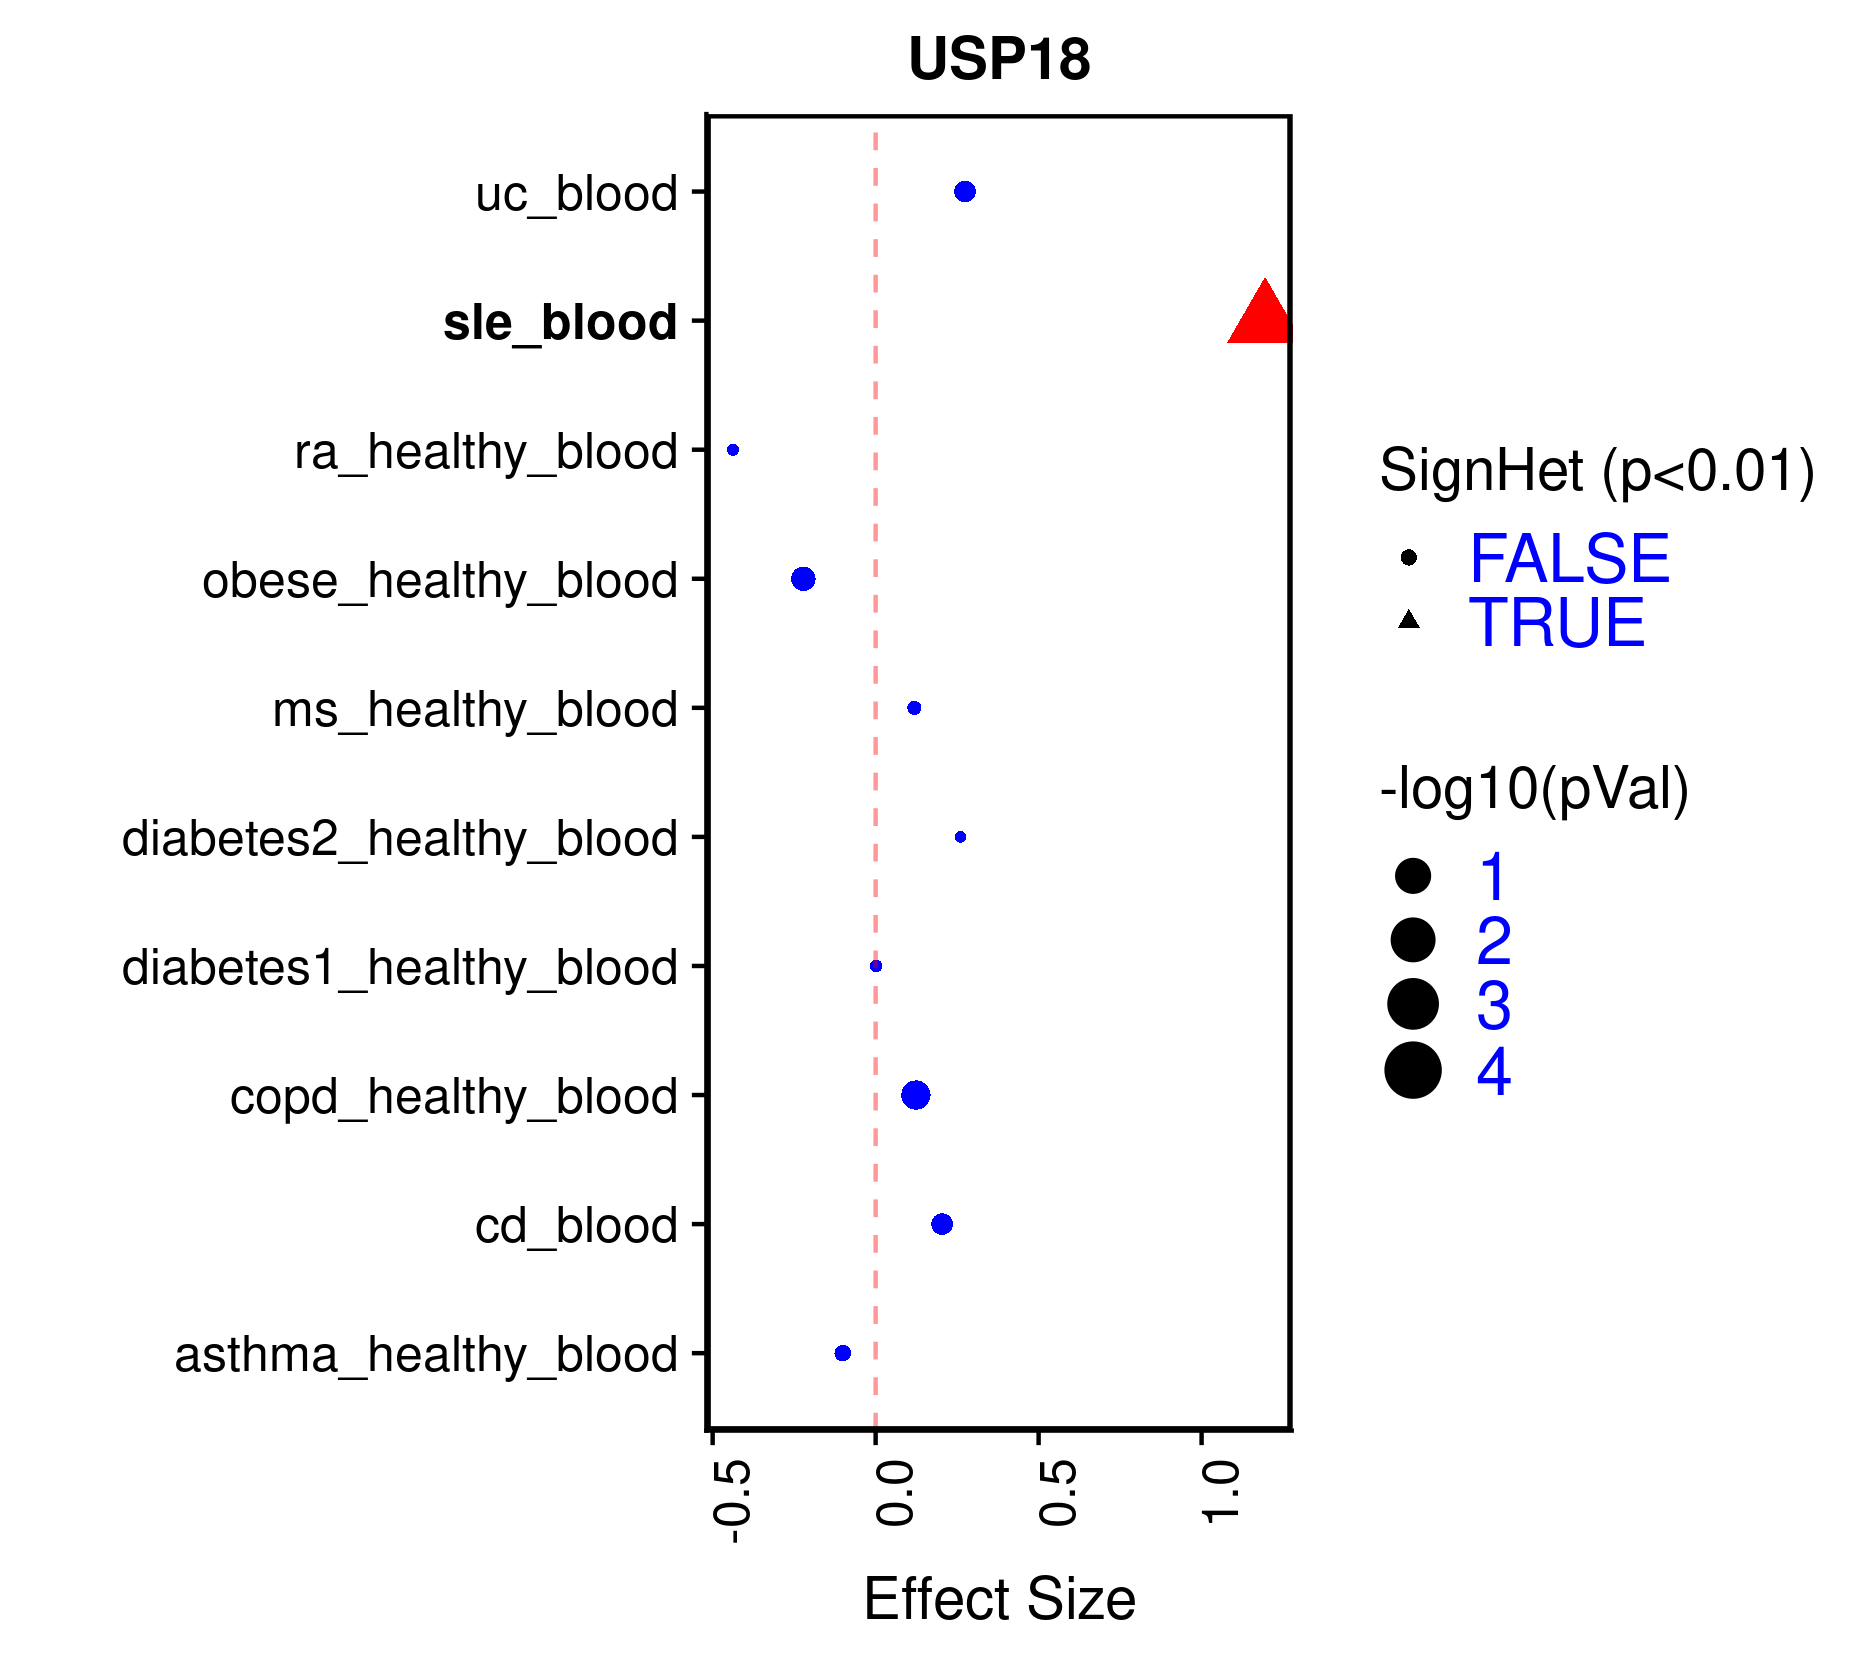 USP18
uc_blood
sle_blood
ra_healthy_blood
obese_healthy_blood
ms_healthy_blood
diabetes2_healthy_blood
diabetes1_healthy_blood
copd_healthy_blood
cd_blood
asthma_healthy_blood
-0.5
0.0
0.5
1.0
Effect Size
SignHet (p<0.01)
FALSE
TRUE
-log10(pVal)
1
2
3
4